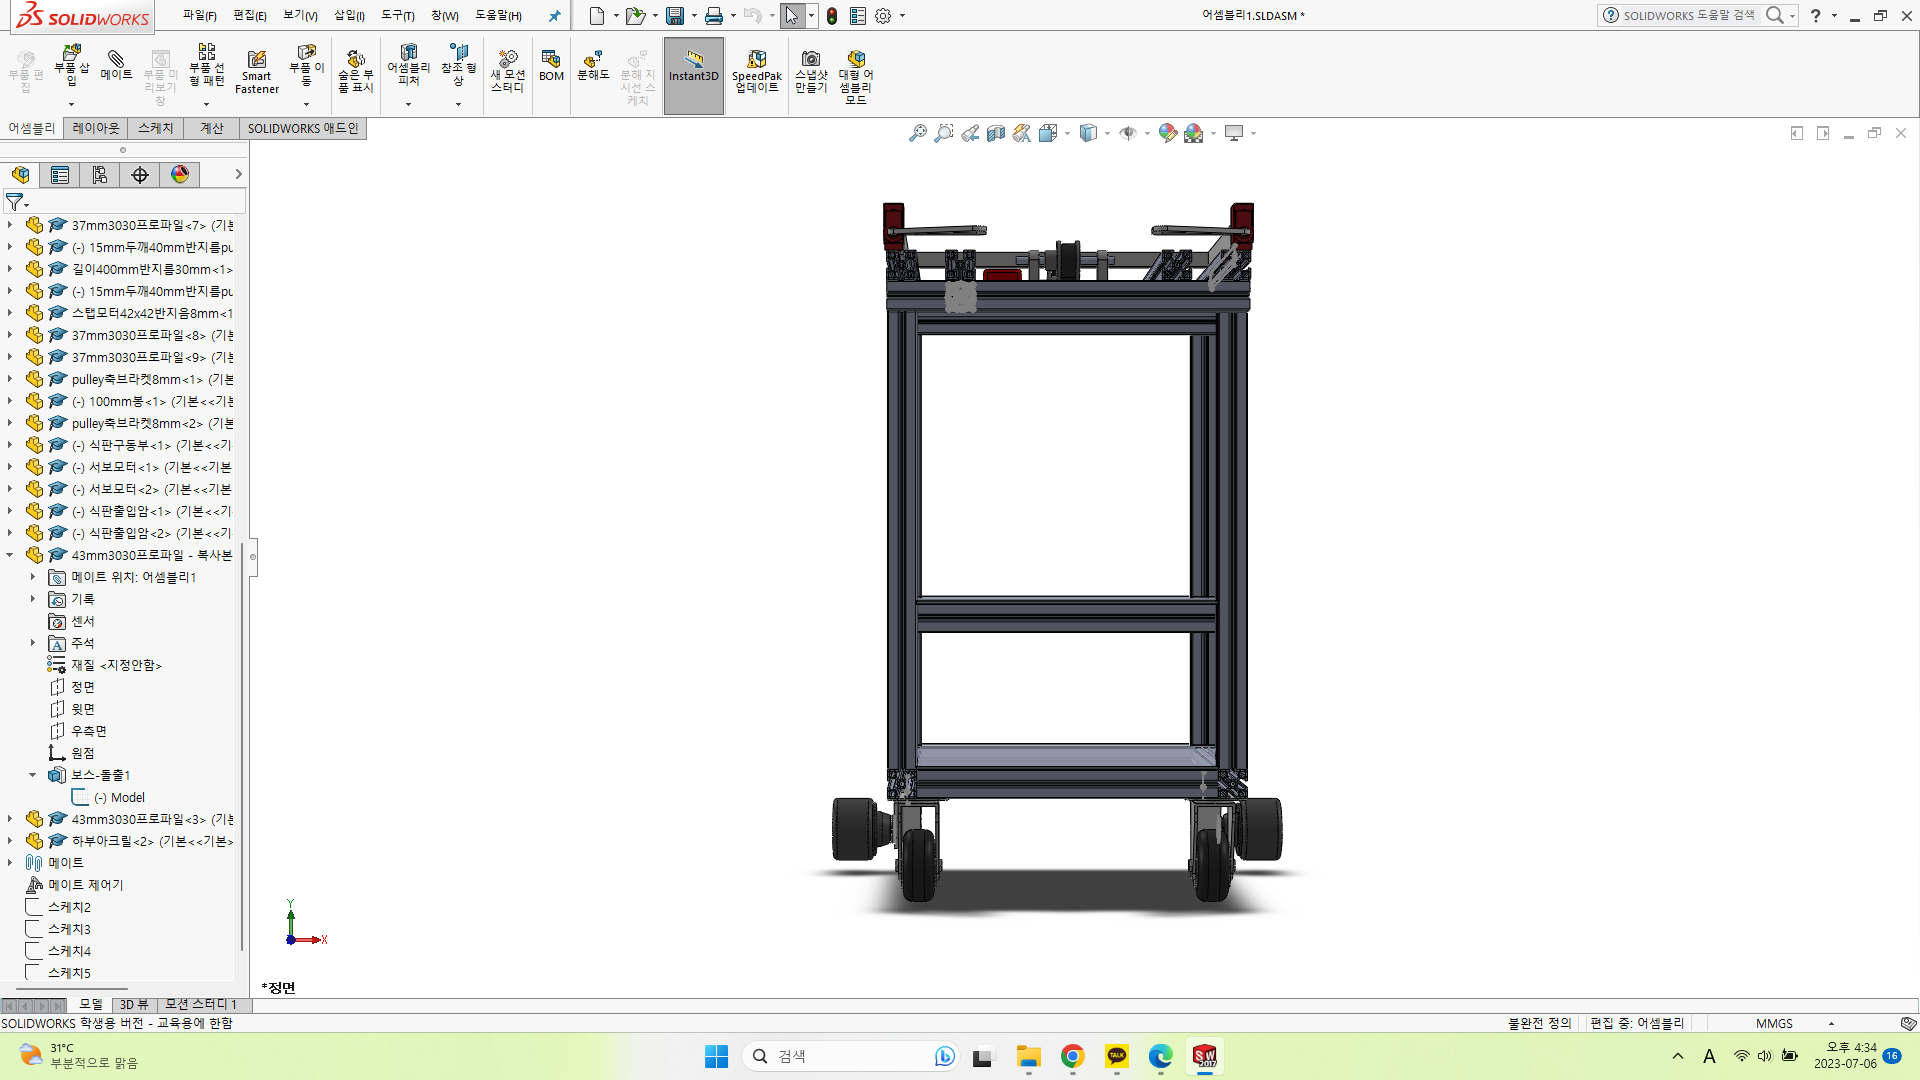 SOLIDWORKS
파일(F) 편집(E) 보기(V) 삽입(I) 도구(T) 창(W) 도움말(H)
어셈블리1.SLDASM *
SOLIDWORKS 도움말 검색
부품 편집
부품 삽입
메이트
부품 미리보기 창
부품 선형 패턴
Smart Fastener
부품 이동
숨은 부품 표시
어셈블리 피처
참조 형상
새 모션 스터디
BOM
분해도
분해 지시선 스케치
Instant3D
SpeedPak 업데이트
스냅샷 만들기
대형 어셈블리 모드
어셈블리 레이아웃 스케치 계산 SOLIDWORKS 애드인
37mm3030프로파일<7> (기본
(-) 15mm두께40mm반지름pu
길이400mm반지름30mm<1>
(-) 15mm두께40mm반지름pu
스탭모터42x42반지음8mm<1
37mm3030프로파일<8> (기본
37mm3030프로파일<9> (기본
pulley축브라켓8mm<1> (기본
(-) 100mm봉<1> (기본<<기본
pulley축브라켓8mm<2> (기본
(-) 식판구동부<1> (기본<<기
(-) 서보모터<1> (기본<<기본
(-) 서보모터<2> (기본<<기본
(-) 식판출입암<1> (기본<<기
(-) 식판출입암<2> (기본<<기
43mm3030프로파일 - 복사본
메이트 위치: 어셈블리1
기록
센서
주석
재질 <지정안함>
정면
윗면
우측면
원점
보스-돌출1
(-) Model
43mm3030프로파일<3> (기본
하부아크릴<2> (기본<<기본>
메이트
메이트 제어기
스케치2
스케치3
스케치4
스케치5
Y
X
*정면
모델 3D 뷰 모션 스터디 1
SOLIDWORKS 학생용 버전 - 교육용에 한함
불완전 정의 편집 중: 어셈블리 MMGS
31°C
부분적으로 맑음
검색
TALK
SW
2017
A
오후 4:34
2023-07-06
16